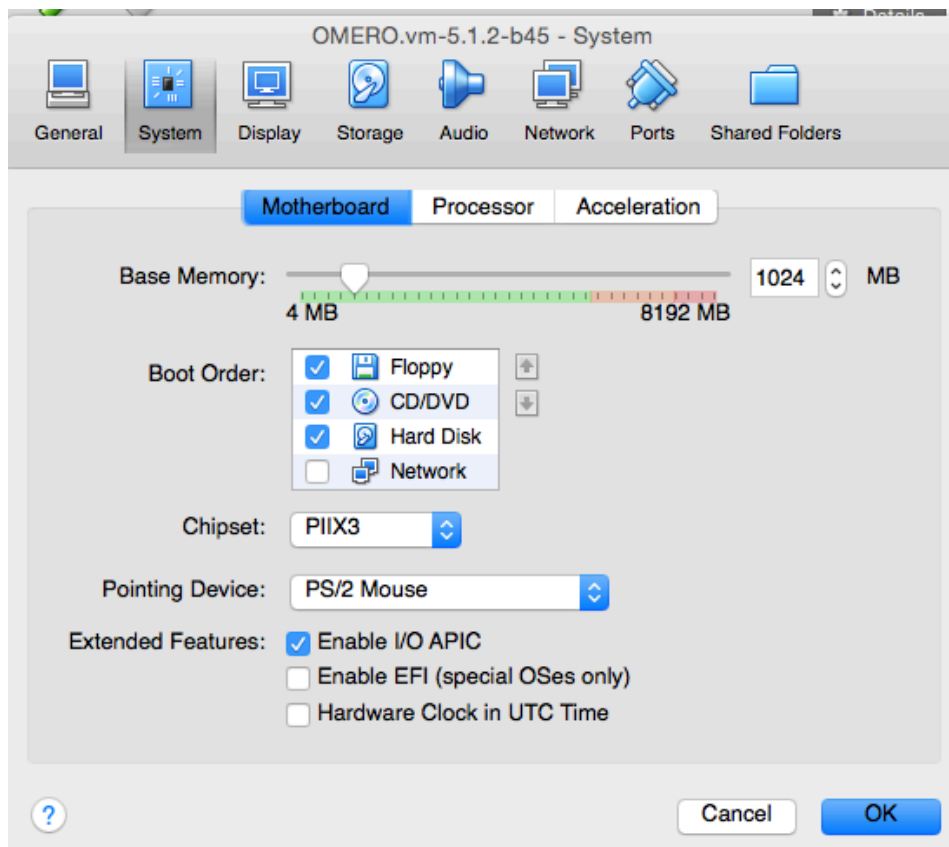 Details
OMERO.vm-5.1.2-b45 - System
General System Display Storage Audio Network Ports Shared Folders
Motherboard Processor Acceleration
Base Memory: 1024 MB
4 MB 8192 MB
Boot Order: Floppy
CD/DVD
Hard Disk
Network
Chipset: PIIX3
Pointing Device: PS/2 Mouse
Extended Features: Enable I/O APIC
Enable EFI (special OSes only)
Hardware Clock in UTC Time
? Cancel OK